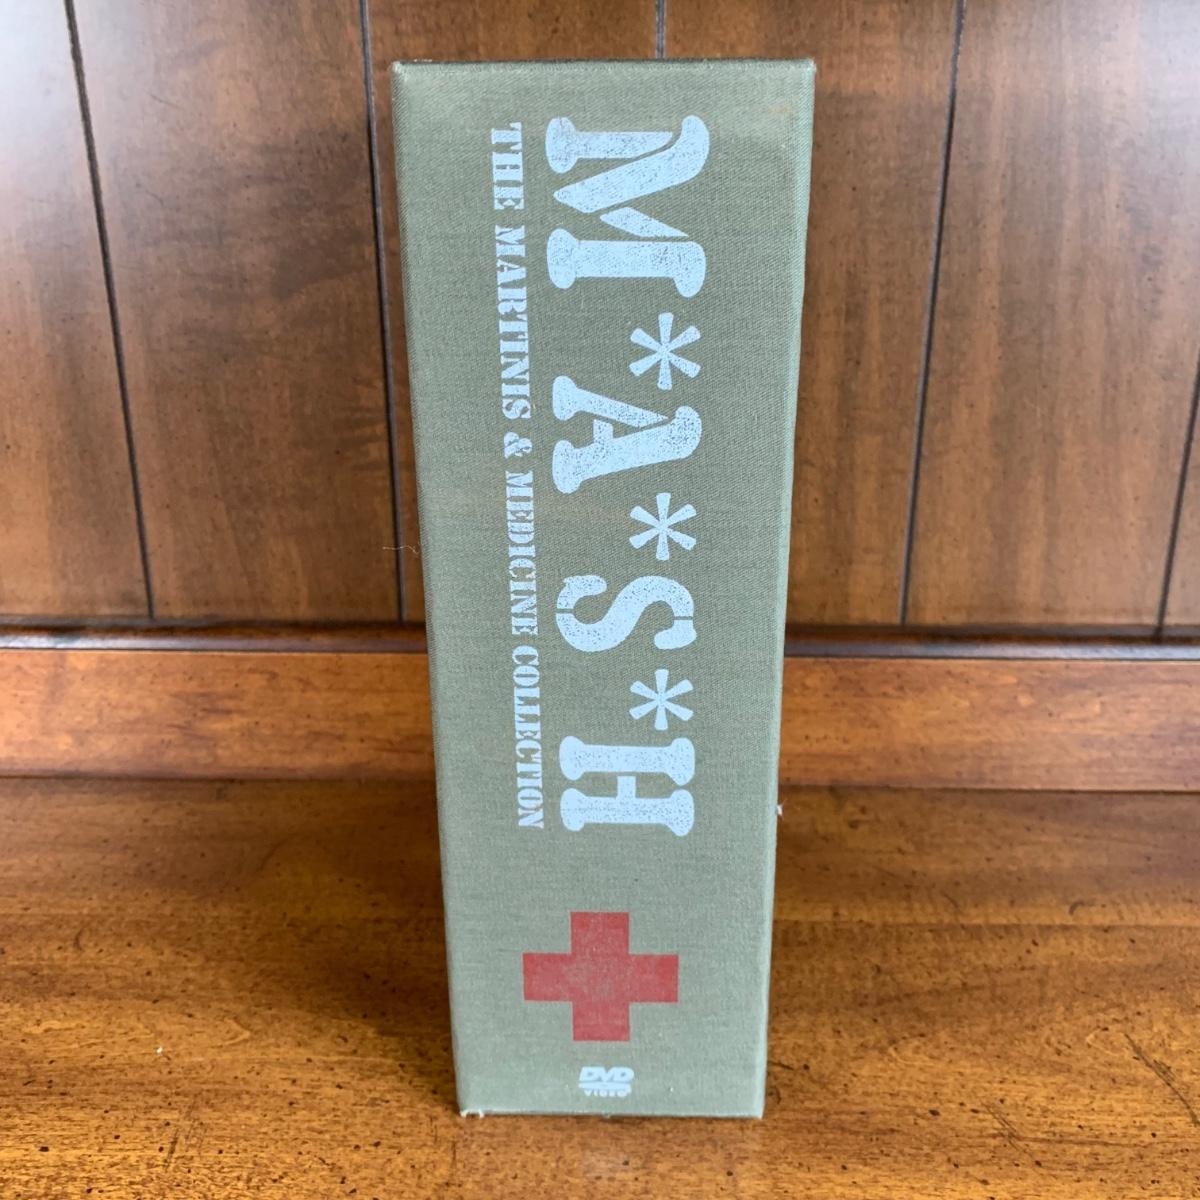 M*A*S*H
THE MARTINIS & MEDICINE COLLECTION
DVD
VIDEO